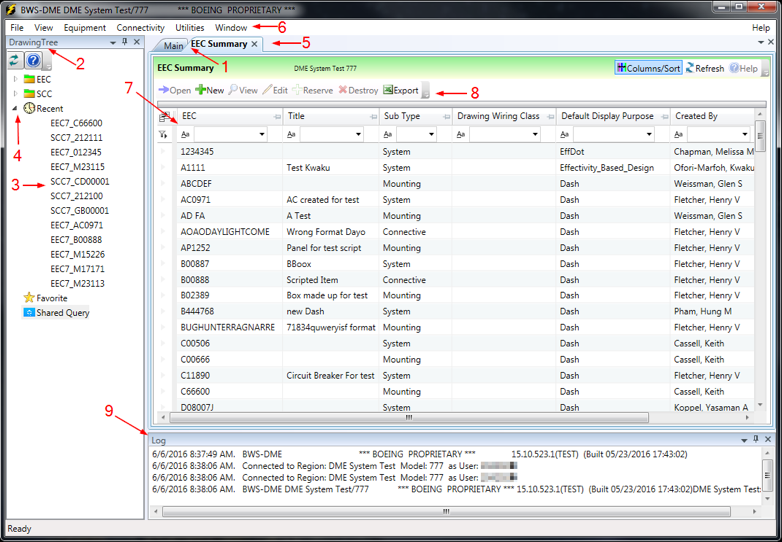 BWS-DME DME System Test/777 *** BOEING PROPRIETARY ***
File View Equipment Connectivity Utilities Window Help
6
DrawingTree
2
Main EEC Summary
1
5
EEC
SCC
Recent
4
EEC7_C66600
SCC7_212111
EEC7_012345
EEC7_M23115
3
SCC7_CD00001
SCC7_212100
SCC7_GB00001
EEC7_AC0971
EEC7_B00888
EEC7_M15226
EEC7_M17171
EEC7_M23113
Favorite
Shared Query
EEC Summary DME System Test 777 Columns/Sort Refresh Help
7
Open New View Edit Reserve Destroy Export
8
EEC Title Sub Type Drawing Wiring Class Default Display Purpose Created By
Aa Aa Aa Aa Aa Aa
1234345 System EffDot Chapman, Melissa M
A1111 Test Kwaku System Effectivity_Based_Design Ofori-Marfoh, Kwaku
ABCDEF Mounting Dash Weissman, Glen S
AC0971 AC created for test System Dash Fletcher, Henry V
AD FA A Test Mounting Dash Weissman, Glen S
AOAODAYLIGHTCOME Wrong Format Dayo Connective Dash Fletcher, Henry V
AP1252 Panel for test script Mounting Dash Fletcher, Henry V
B00887 BBoox System Dash Fletcher, Henry V
B00888 Scripted Item Connective Dash Fletcher, Henry V
B02389 Box made up for test Mounting Dash Fletcher, Henry V
B444768 new Dash System Dash Pham, Hung M
BUGHUNTERRAGNARRE 71834quweryisf format Mounting Dash Fletcher, Henry V
C00506 System Dash Cassell, Keith
C00666 Mounting Dash Cassell, Keith
C11890 Circuit Breaker For test System Dash Fletcher, Henry V
C66600 Mounting Dash Cassell, Keith
D08007J System Dash Koppel, Yasaman A
9
Log
6/6/2016 8:37:49 AM. BWS-DME *** BOEING PROPRIETARY *** 15.10.523.1(TEST) (Built 05/23/2016 17:43:02)
6/6/2016 8:38:06 AM. Connected to Region: DME System Test Model: 777 as User:
6/6/2016 8:38:06 AM. Connected to Region: DME System Test Model: 777 as User:
6/6/2016 8:38:06 AM. BWS-DME DME System Test/777 *** BOEING PROPRIETARY *** 15.10.523.1(TEST) (Built 05/23/2016 17:43:02)DME System Test:
Ready